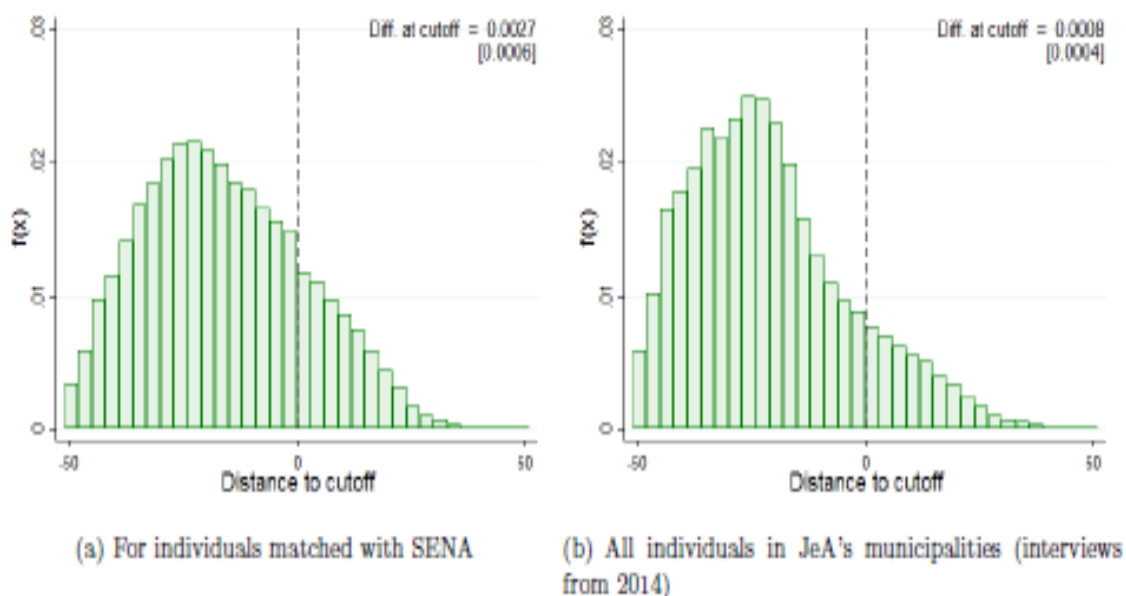 Diff. at cutoff = 0.0027
[0.0006]
.03
.02
.01
0
f(x)
-50
0
50
Distance to cutoff
Diff. at cutoff = 0.0008
[0.0004]
.03
.02
.01
0
f(x)
-50
0
50
Distance to cutoff
(a) For individuals matched with SENA
(b) All individuals in JeA's municipalities (interviews
from 2014)